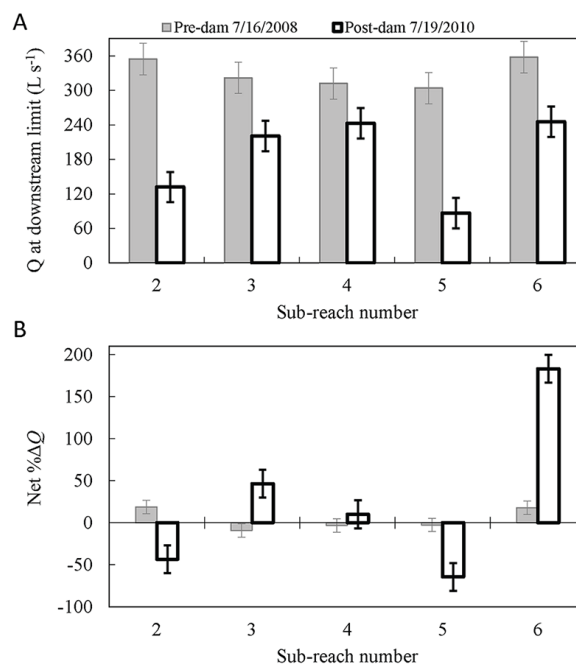 A
Pre-dam 7/16/2008 Post-dam 7/19/2010
Q at downstream limit (L s⁻¹)
360
300
240
180
120
60
0
2 3 4 5 6
Sub-reach number
B
Net %ΔQ
200
150
100
50
0
-50
-100
2 3 4 5 6
Sub-reach number